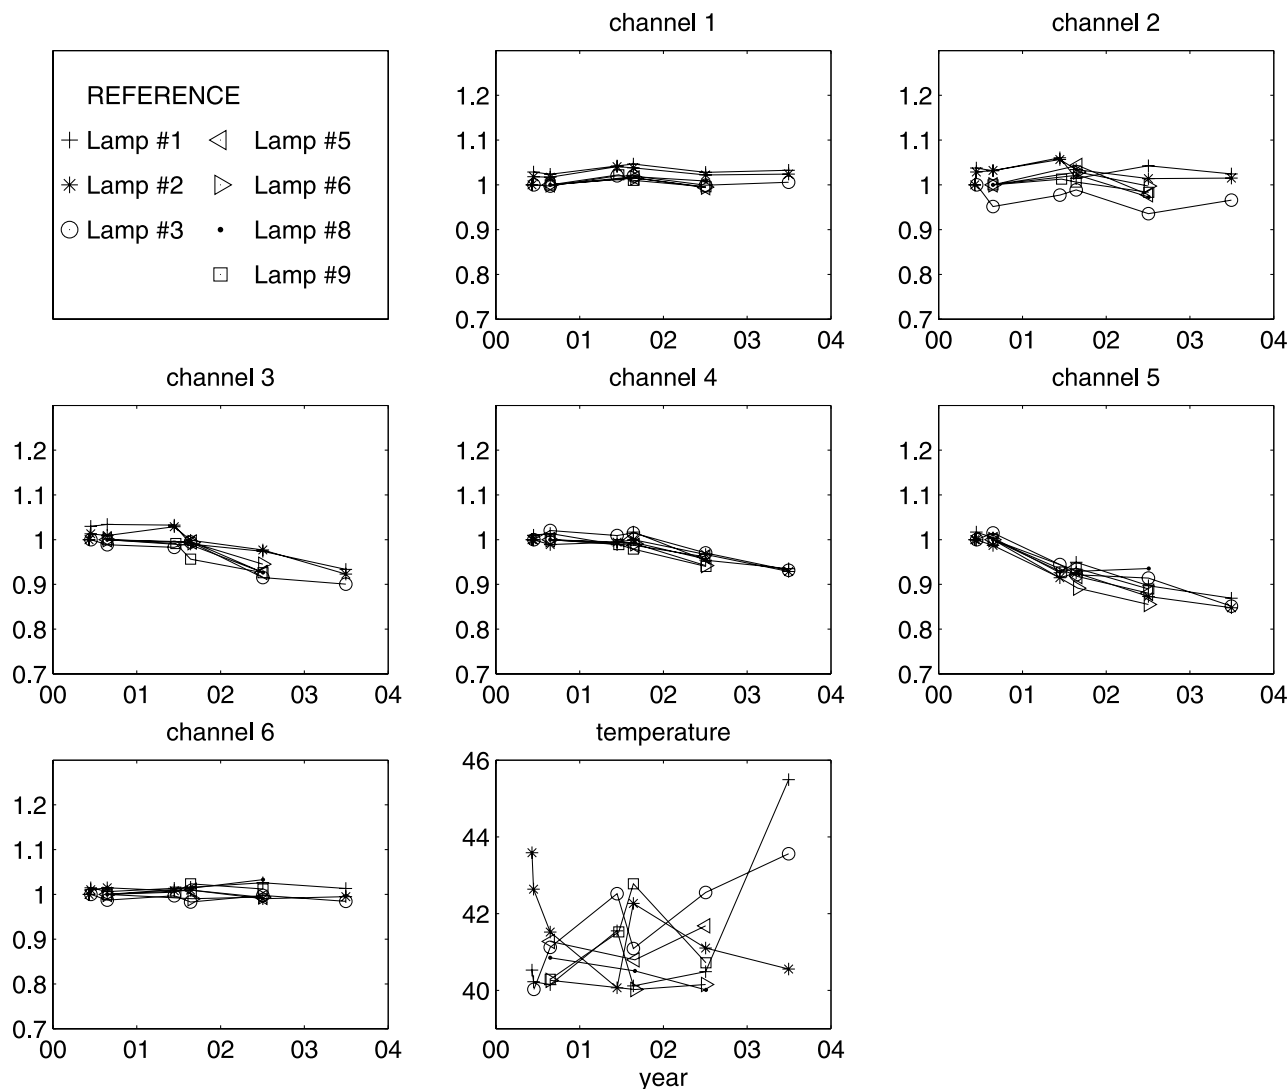 channel 1
channel 2
REFERENCE
Lamp #1
Lamp #2
Lamp #3
Lamp #5
Lamp #6
Lamp #8
Lamp #9
1.2
1.1
1
0.9
0.8
0.7
00 01 02 03 04
1.2
1.1
1
0.9
0.8
0.7
00 01 02 03 04
channel 3
channel 4
channel 5
1.2
1.1
1
0.9
0.8
0.7
00 01 02 03 04
1.2
1.1
1
0.9
0.8
0.7
00 01 02 03 04
1.2
1.1
1
0.9
0.8
0.7
00 01 02 03 04
channel 6
temperature
1.2
1.1
1
0.9
0.8
0.7
00 01 02 03 04
46
44
42
40
00 01 02 03 04
year